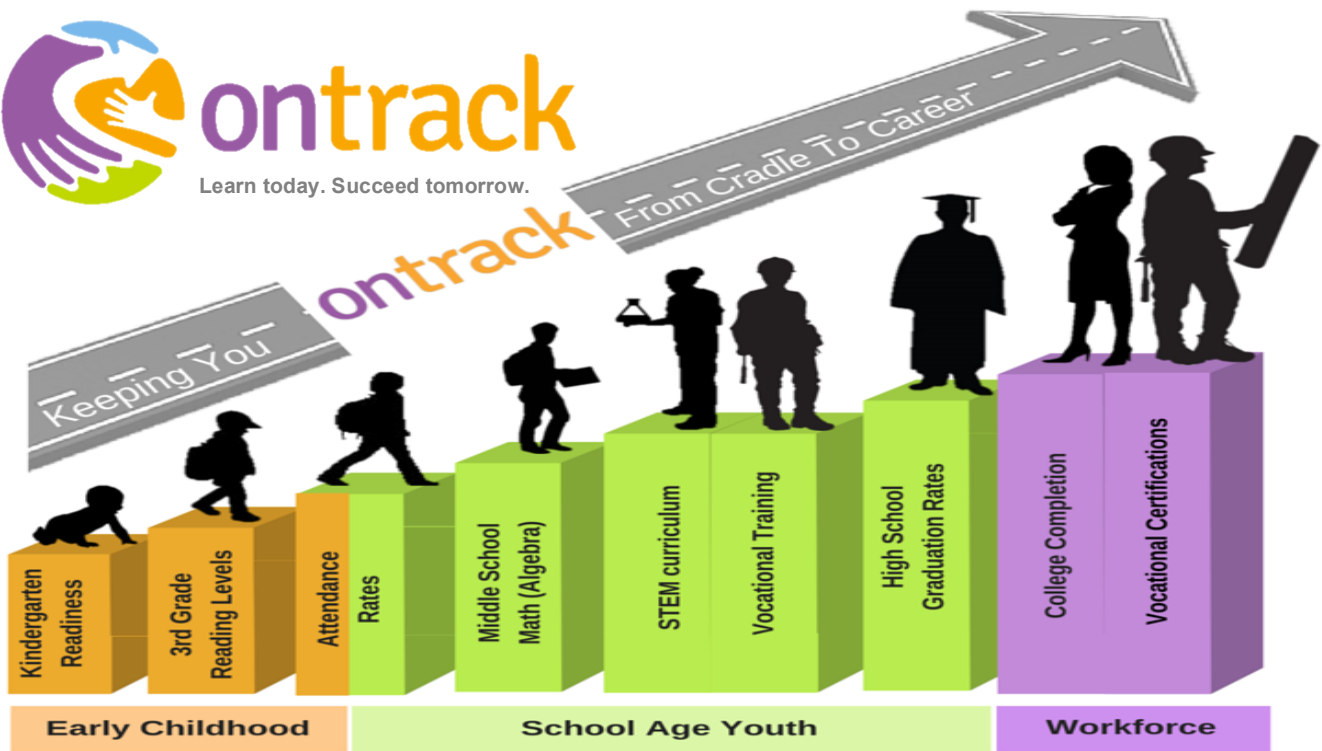 ontrack
Learn today. Succeed tomorrow.
Keeping You
ontrack
From Cradle To Career
Kindergarten
Readiness
3rd Grade
Reading Levels
Attendance
Rates
Middle School
Math (Algebra)
STEM curriculum
Vocational Training
High School
Graduation Rates
College Completion
Vocational Certifications
Early Childhood
School Age Youth
Workforce